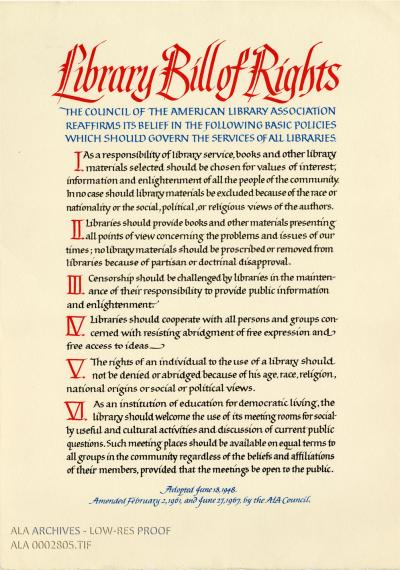 Library Bill of Rights
THE COUNCIL OF THE AMERICAN LIBRARY ASSOCIATION
REAFFIRMS ITS BELIEF IN THE FOLLOWING BASIC POLICIES
WHICH SHOULD GOVERN THE SERVICES OF ALL LIBRARIES.
I. As a responsibility of library service, books and other library
materials selected should be chosen for values of interest,
information and enlightenment of all the people of the community.
In no case should library materials be excluded because of the race or
nationality or the social, political, or religious views of the authors.
II. Libraries should provide books and other materials presenting
all points of view concerning the problems and issues of our
times; no library materials should be proscribed or removed from
libraries because of partisan or doctrinal disapproval.
III. Censorship should be challenged by libraries in the mainten-
ance of their responsibility to provide public information
and enlightenment.
IV. Libraries should cooperate with all persons and groups con-
cerned with resisting abridgment of free expression and
free access to ideas.
V. The rights of an individual to the use of a library should
not be denied or abridged because of his age, race, religion,
national origins or social or political views.
VI. As an institution of education for democratic living, the
library should welcome the use of its meeting rooms for social-
ly useful and cultural activities and discussion of current public
questions. Such meeting places should be available on equal terms to
all groups in the community regardless of the beliefs and affiliations
of their members, provided that the meetings be open to the public.
Adopted June 18, 1948.
Amended February 2, 1961, and June 27, 1967, by the ALA Council.
ALA ARCHIVES - LOW-RES PROOF
ALA 0002805.TIF